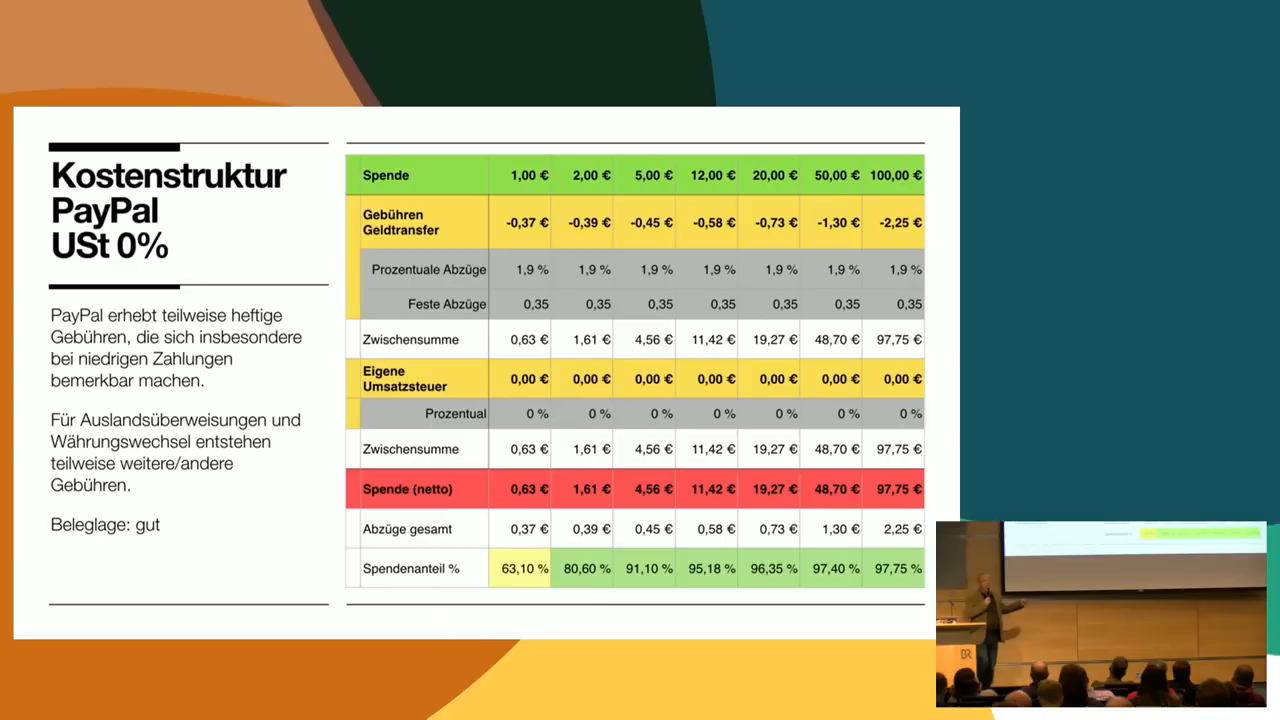 Kostenstruktur
PayPal
USt 0%
PayPal erhebt teilweise heftige
Gebühren, die sich insbesondere
bei niedrigen Zahlungen
bemerkbar machen.
Für Auslandsüberweisungen und
Währungswechsel entstehen
teilweise weitere/andere
Gebühren.
Beleglage: gut
Spende 1,00 € 2,00 € 5,00 € 12,00 € 20,00 € 50,00 € 100,00 €
Gebühren
Geldtransfer -0,37 € -0,39 € -0,45 € -0,58 € -0,73 € -1,30 € -2,25 €
Prozentuale Abzüge 1,9 % 1,9 % 1,9 % 1,9 % 1,9 % 1,9 % 1,9 %
Feste Abzüge 0,35 0,35 0,35 0,35 0,35 0,35 0,35
Zwischensumme 0,63 € 1,61 € 4,56 € 11,42 € 19,27 € 48,70 € 97,75 €
Eigene
Umsatzsteuer 0,00 € 0,00 € 0,00 € 0,00 € 0,00 € 0,00 € 0,00 €
Prozentual 0 % 0 % 0 % 0 % 0 % 0 % 0 %
Zwischensumme 0,63 € 1,61 € 4,56 € 11,42 € 19,27 € 48,70 € 97,75 €
Spende (netto) 0,63 € 1,61 € 4,56 € 11,42 € 19,27 € 48,70 € 97,75 €
Abzüge gesamt 0,37 € 0,39 € 0,45 € 0,58 € 0,73 € 1,30 € 2,25 €
Spendenanteil % 63,10 % 80,60 % 91,10 % 95,18 % 96,35 % 97,40 % 97,75 %
BR